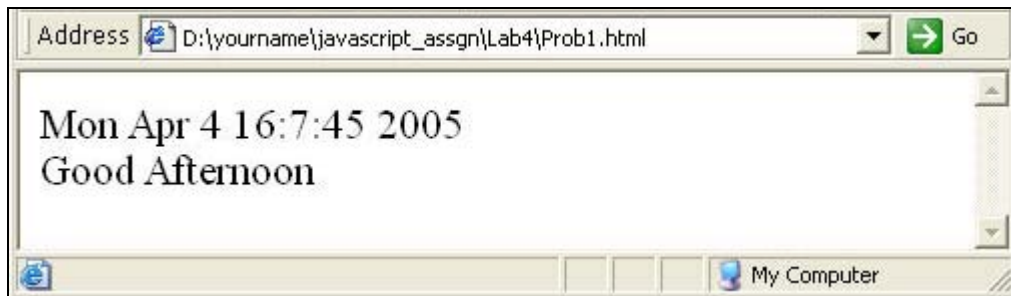 Address D:\yourname\javascript_assgn\Lab4\Prob1.html Go
Mon Apr 4 16:7:45 2005
Good Afternoon
My Computer